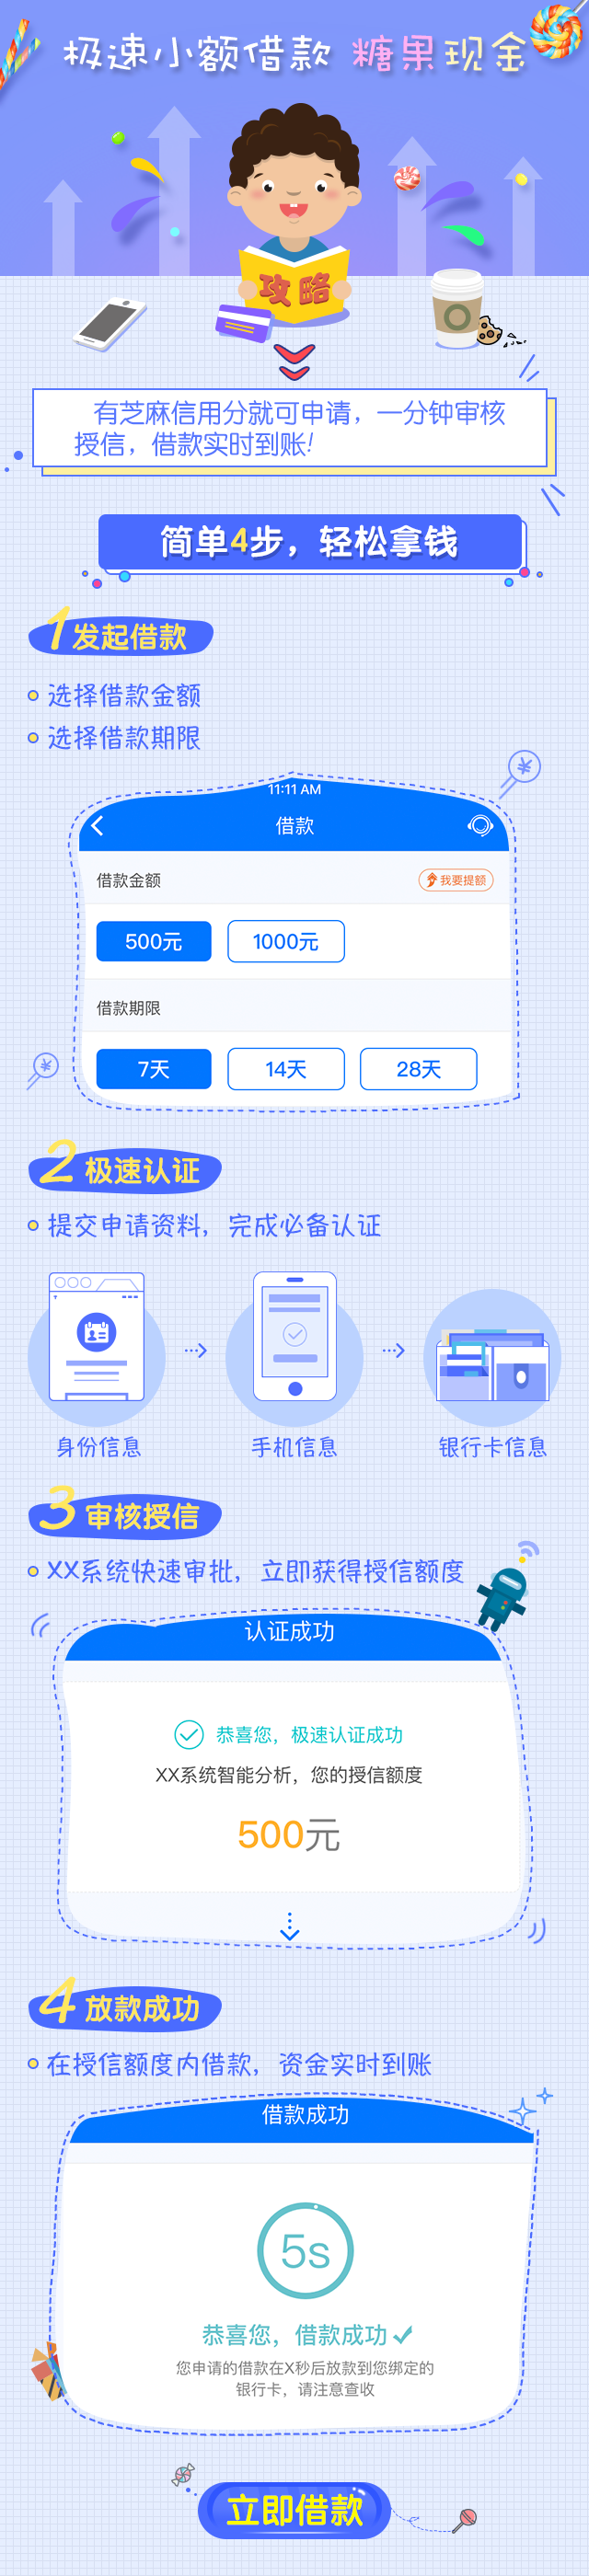 极速小额借款 糖果现金
攻略
有芝麻信用分就可申请，一分钟审核
授信，借款实时到账!
简单4步，轻松拿钱
1发起借款
选择借款金额
选择借款期限
11:11 AM
借款
借款金额
我要提额
500元 1000元
借款期限
7天 14天 28天
2极速认证
提交申请资料，完成必备认证
身份信息 手机信息 银行卡信息
3审核授信
XX系统快速审批，立即获得授信额度
认证成功
恭喜您，极速认证成功
XX系统智能分析，您的授信额度
500元
4放款成功
在授信额度内借款，资金实时到账
借款成功
5s
恭喜您，借款成功
您申请的借款在X秒后放款到您绑定的
银行卡，请注意查收
立即借款